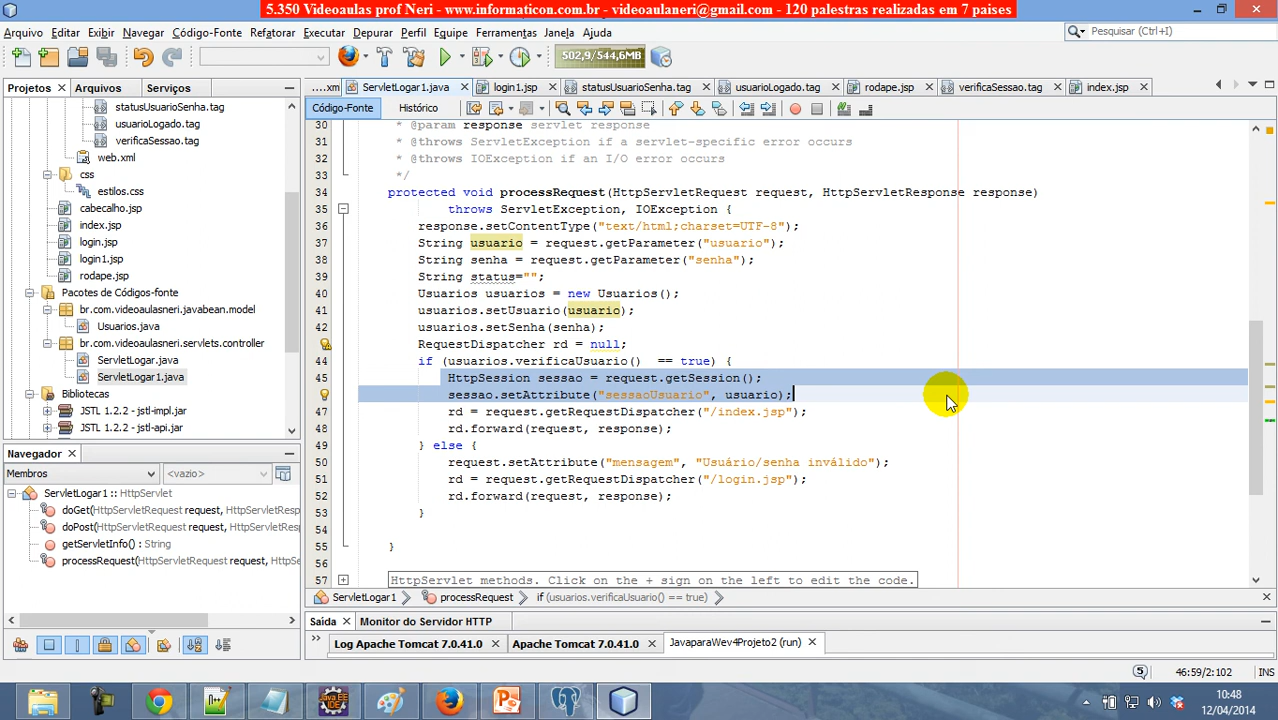 5.350 Videoaulas prof Neri - www.informaticon.com.br - videoaulaneri@gmail.com - 120 palestras realizadas em 7 paises
Arquivo Editar Exibir Navegar Código-Fonte Refatorar Executar Depurar Perfil Equipe Ferramentas Janela Ajuda
Pesquisar (Ctrl+I)
502,9/544,6MB
Projetos Arquivos Serviços
....xm ServletLogar1.java login1.jsp statusUsuarioSenha.tag usuarioLogado.tag rodape.jsp verificaSessao.tag index.jsp
Código-Fonte Histórico
statusUsuarioSenha.tag
usuarioLogado.tag
verificaSessao.tag
web.xml
css
estilos.css
cabecalho.jsp
index.jsp
login.jsp
login1.jsp
rodape.jsp
Pacotes de Códigos-fonte
br.com.videoaulasneri.javabean.model
Usuarios.java
br.com.videoaulasneri.servlets.controller
ServletLogar.java
ServletLogar1.java
Bibliotecas
JSTL 1.2.2 - jstl-impl.jar
JSTL 1.2.2 - jstl-api.jar
Navegador
Membros <vazio>
ServletLogar1 :: HttpServlet
doGet(HttpServletRequest request, HttpServletResp
doPost(HttpServletRequest request, HttpServletRes
getServletInfo() : String
processRequest(HttpServletRequest request, HttpSe
30 * @param response servlet response
31 * @throws ServletException if a servlet-specific error occurs
32 * @throws IOException if an I/O error occurs
33 */
34 protected void processRequest(HttpServletRequest request, HttpServletResponse response)
35 throws ServletException, IOException {
36 response.setContentType("text/html;charset=UTF-8");
37 String usuario = request.getParameter("usuario");
38 String senha = request.getParameter("senha");
39 String status="";
40 Usuarios usuarios = new Usuarios();
41 usuarios.setUsuario(usuario);
42 usuarios.setSenha(senha);
RequestDispatcher rd = null;
44 if (usuarios.verificaUsuario() == true) {
45 HttpSession sessao = request.getSession();
sessao.setAttribute("sessaoUsuario", usuario);
47 rd = request.getRequestDispatcher("/index.jsp");
48 rd.forward(request, response);
49 } else {
50 request.setAttribute("mensagem", "Usuário/senha inválido");
51 rd = request.getRequestDispatcher("/login.jsp");
52 rd.forward(request, response);
53 }
54
55 }
56
57 HttpServlet methods. Click on the + sign on the left to edit the code.
ServletLogar1 processRequest if (usuarios.verificaUsuario() == true)
Saída Monitor do Servidor HTTP
Log Apache Tomcat 7.0.41.0 Apache Tomcat 7.0.41.0 JavaparaWev4Projeto2 (run)
46:59/2:102 INS
Java EE
IDE
10:48
12/04/2014